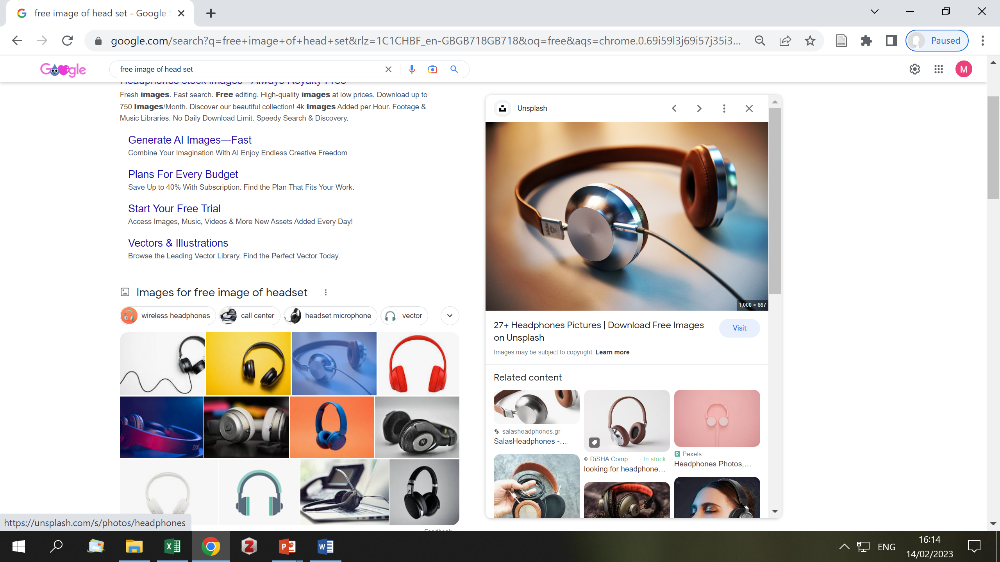 free image of head set - Google S
google.com/search?q=free+image+of+head+set&rlz=1C1CHBF_en-GBGB718GB718&oq=free&aqs=chrome.0.69i59l3j69i57j35i3...
Paused
Google
free image of head set
M
Headphones stock images - Always Royalty-Free
Fresh images. Fast search. Free editing. High-quality images at low prices. Download up to
750 Images/Month. Discover our beautiful collection! 4k Images Added per Hour. Footage &
Music Libraries. No Daily Download Limit. Speedy Search & Discovery.
Generate AI Images—Fast
Combine Your Imagination With AI Enjoy Endless Creative Freedom
Plans For Every Budget
Save Up to 40% With Subscription. Find the Plan That Fits Your Work.
Start Your Free Trial
Access Images, Music, Videos & More New Assets Added Every Day!
Vectors & Illustrations
Browse the Leading Vector Library. Find the Perfect Vector Today.
Images for free image of headset
wireless headphones
call center
headset microphone
vector
Feedback
Unsplash
1,000 × 667
27+ Headphones Pictures | Download Free Images
on Unsplash
Visit
Images may be subject to copyright. Learn more
Related content
salasheadphones.gr
SalasHeadphones -...
DiSHA Comp... · In stock
looking for headphone...
Pexels
Headphones Photos,...
https://unsplash.com/s/photos/headphones
ENG
16:14
14/02/2023